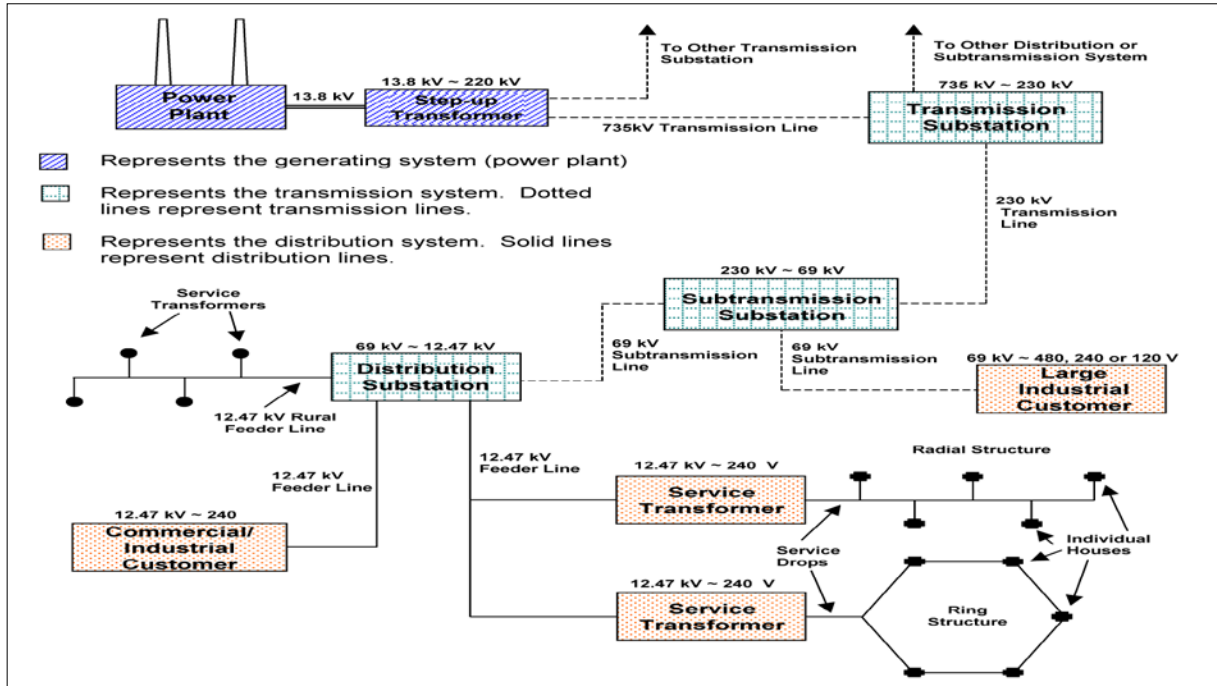 To Other Transmission
Substation
To Other Distribution or
Subtransmission System
13.8 kV ~ 220 kV
735 kV ~ 230 kV
Power
Plant
13.8 kV
Step-up
Transformer
735kV Transmission Line
Transmission
Substation
Represents the generating system (power plant)
Represents the transmission system. Dotted
lines represent transmission lines.
Represents the distribution system. Solid lines
represent distribution lines.
230 kV
Transmission
Line
230 kV ~ 69 kV
Subtransmission
Substation
Service
Transformers
69 kV ~ 12.47 kV
Distribution
Substation
69 kV
Subtransmission
Line
69 kV
Subtransmission
Line
69 kV ~ 480, 240 or 120 V
Large
Industrial
Customer
12.47 kV Rural
Feeder Line
12.47 kV
Feeder Line
12.47 kV
Feeder Line
12.47 kV ~ 240 V
Service
Transformer
Radial Structure
12.47 kV ~ 240
Commercial/
Industrial
Customer
Service
Drops
Individual
Houses
12.47 kV ~ 240 V
Service
Transformer
Ring
Structure